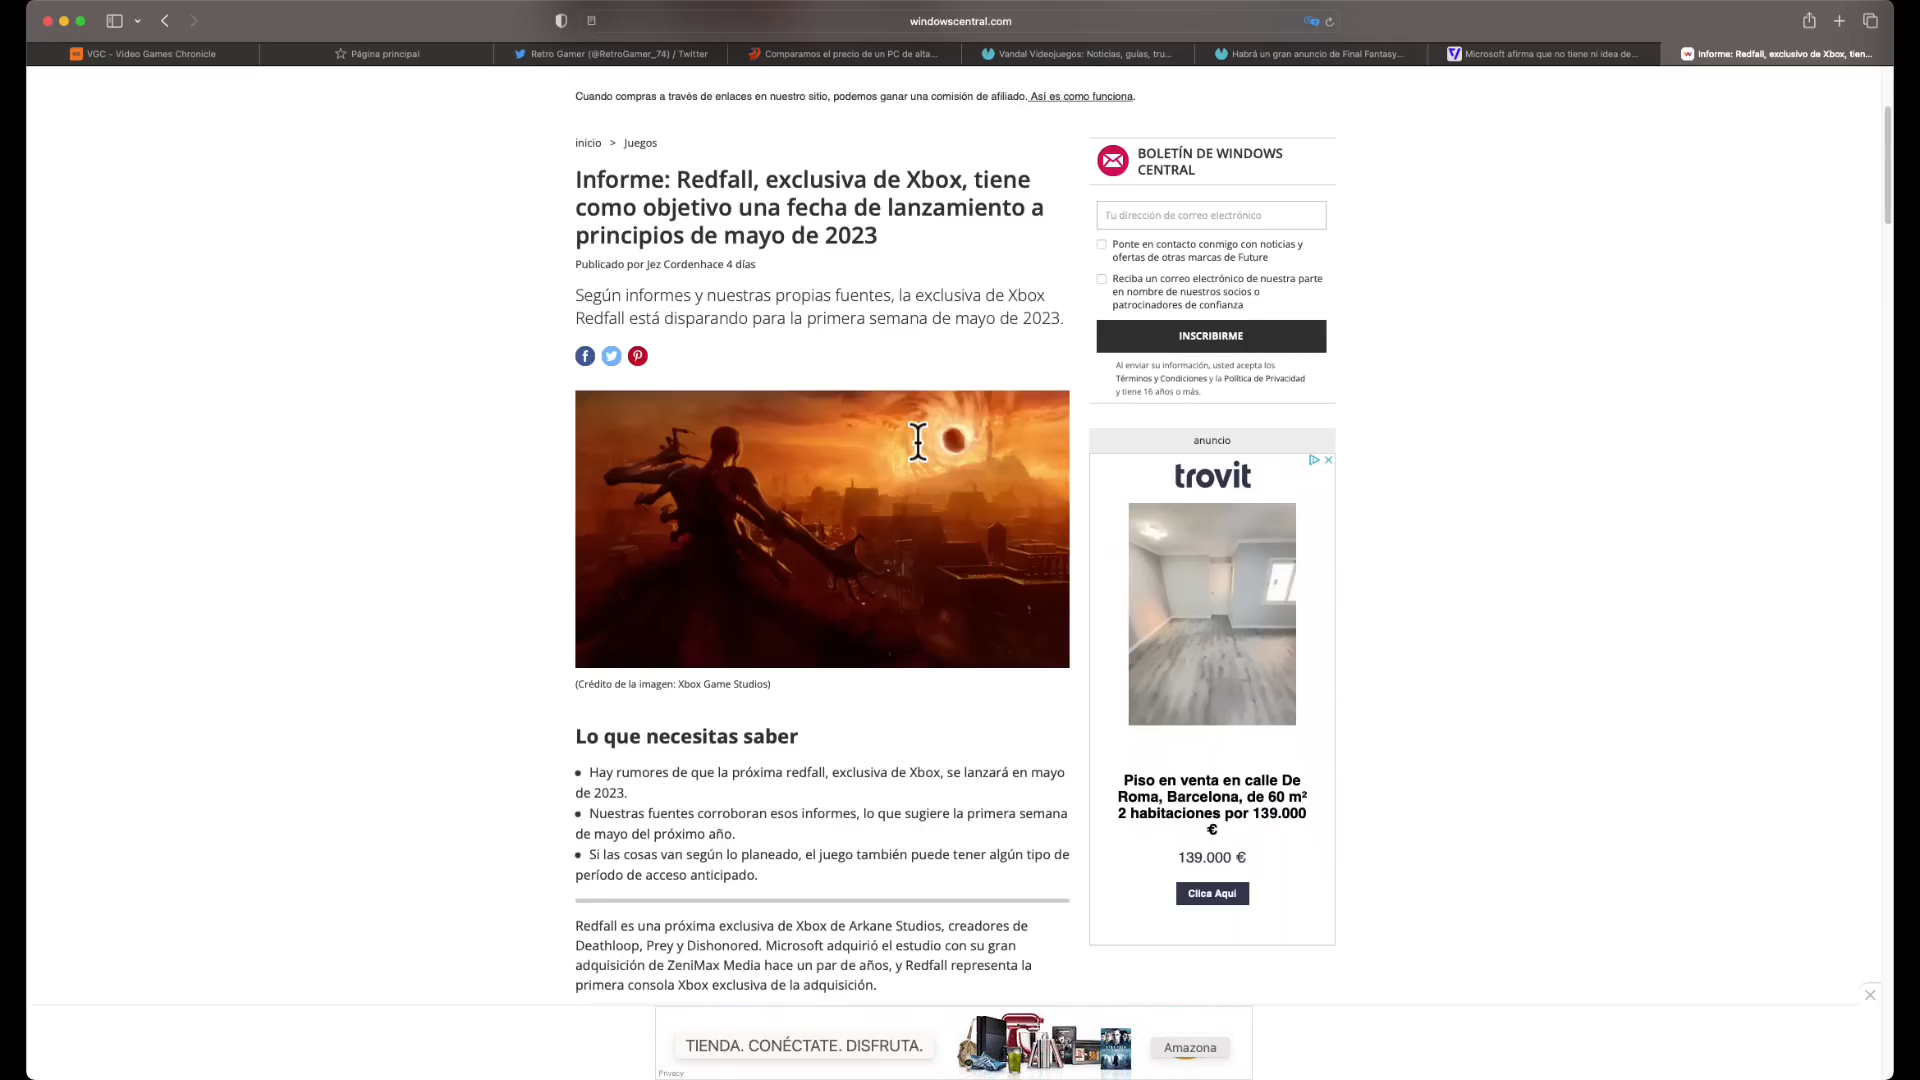 windowscentral.com
VGC - Video Games Chronicle
Página principal
Retro Gamer (@RetroGamer_74) / Twitter
Comparamos el precio de un PC de alta...
Vandal Videojuegos: Noticias, guías, tru...
Habrá un gran anuncio de Final Fantasy...
Microsoft afirma que no tiene ni idea de...
Informe: Redfall, exclusivo de Xbox, tien...
Cuando compras a través de enlaces en nuestro sitio, podemos ganar una comisión de afiliado. Así es como funciona.
inicio > Juegos
Informe: Redfall, exclusiva de Xbox, tiene
como objetivo una fecha de lanzamiento a
principios de mayo de 2023
Publicado por Jez Cordenhace 4 días
Según informes y nuestras propias fuentes, la exclusiva de Xbox
Redfall está disparando para la primera semana de mayo de 2023.
(Crédito de la imagen: Xbox Game Studios)
Lo que necesitas saber
• Hay rumores de que la próxima redfall, exclusiva de Xbox, se lanzará en mayo
de 2023.
• Nuestras fuentes corroboran esos informes, lo que sugiere la primera semana
de mayo del próximo año.
• Si las cosas van según lo planeado, el juego también puede tener algún tipo de
período de acceso anticipado.
Redfall es una próxima exclusiva de Xbox de Arkane Studios, creadores de
Deathloop, Prey y Dishonored. Microsoft adquirió el estudio con su gran
adquisición de ZeniMax Media hace un par de años, y Redfall representa la
primera consola Xbox exclusiva de la adquisición.
BOLETÍN DE WINDOWS
CENTRAL
Tu dirección de correo electrónico
Ponte en contacto conmigo con noticias y
ofertas de otras marcas de Future
Reciba un correo electrónico de nuestra parte
en nombre de nuestros socios o
patrocinadores de confianza
INSCRIBIRME
Al enviar su información, usted acepta los
Términos y Condiciones y la Política de Privacidad
y tiene 16 años o más.
anuncio
trovit
Piso en venta en calle De
Roma, Barcelona, de 60 m²
2 habitaciones por 139.000
€
139.000 €
Clica Aquí
TIENDA. CONÉCTATE. DISFRUTA.
Amazona
Privacy